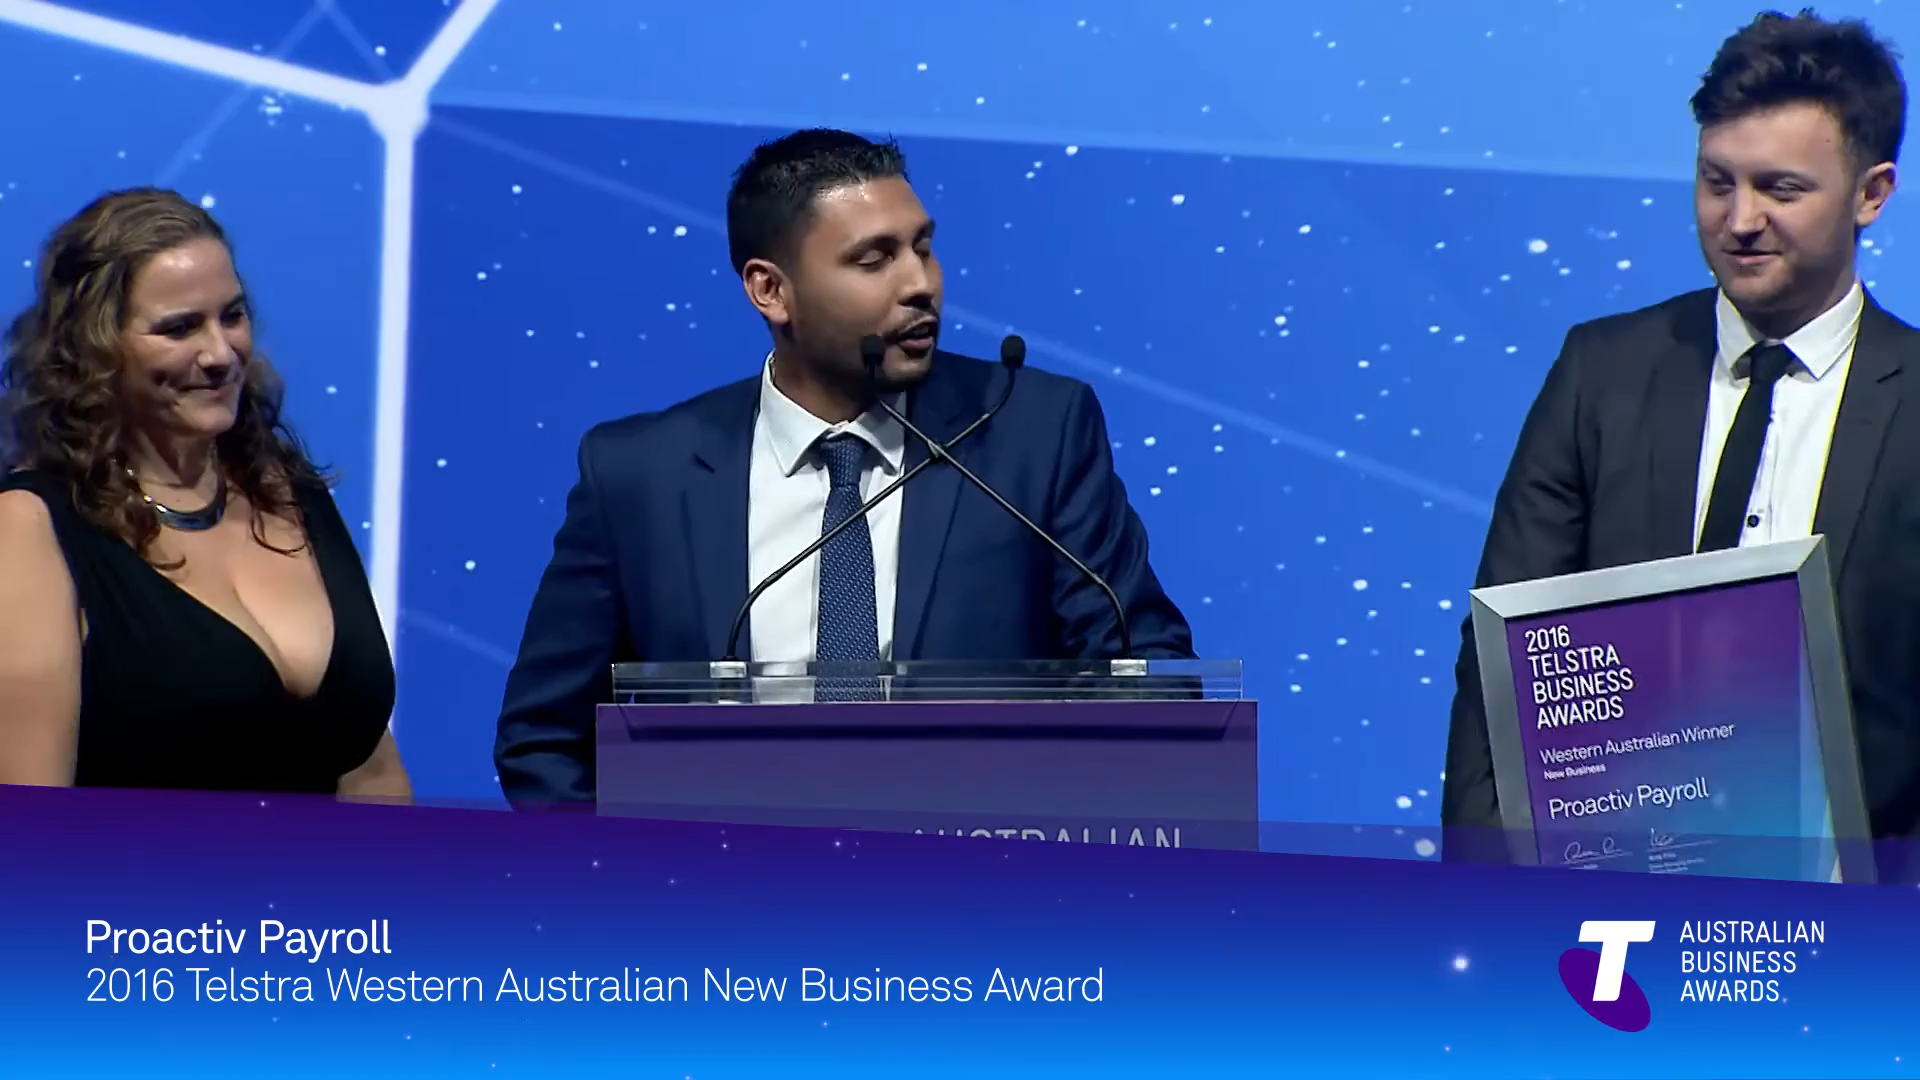 2016
TELSTRA
BUSINESS
AWARDS
Western Australian Winner
New Business
Proactiv Payroll
AUSTRALIAN
Proactiv Payroll
2016 Telstra Western Australian New Business Award
T
AUSTRALIAN
BUSINESS
AWARDS